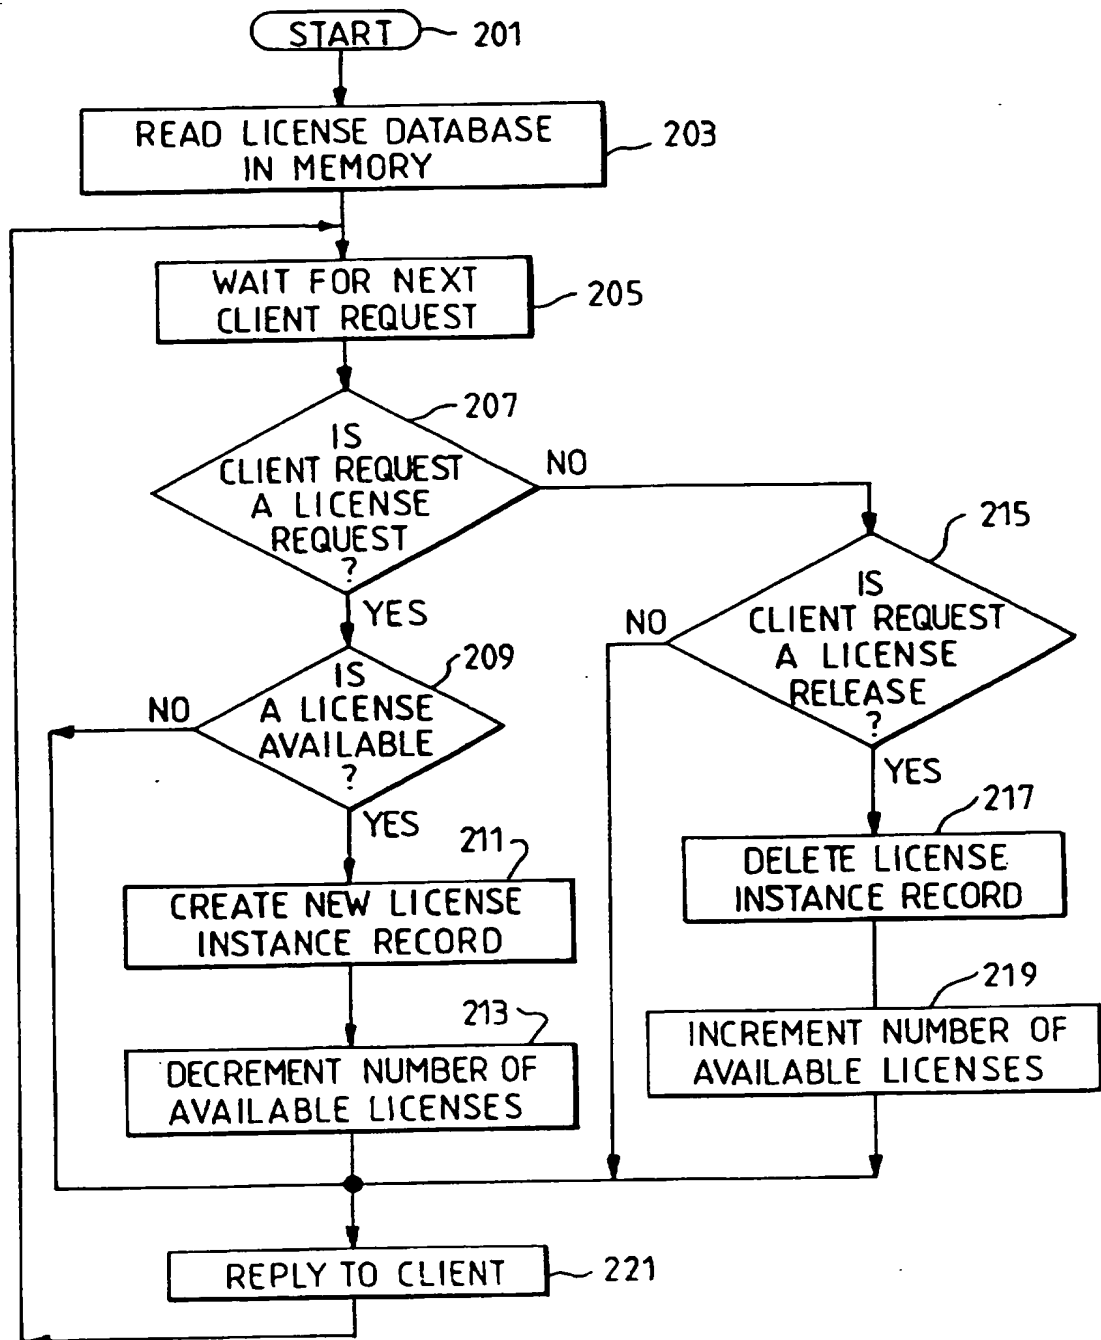 START
201
READ LICENSE DATABASE
IN MEMORY
203
WAIT FOR NEXT
CLIENT REQUEST
205
207
IS
CLIENT REQUEST
A LICENSE
REQUEST
?
NO
YES
215
IS
CLIENT REQUEST
A LICENSE
RELEASE
?
NO
YES
209
IS
A LICENSE
AVAILABLE
?
NO
YES
211
CREATE NEW LICENSE
INSTANCE RECORD
217
DELETE LICENSE
INSTANCE RECORD
213
DECREMENT NUMBER OF
AVAILABLE LICENSES
219
INCREMENT NUMBER OF
AVAILABLE LICENSES
REPLY TO CLIENT
221